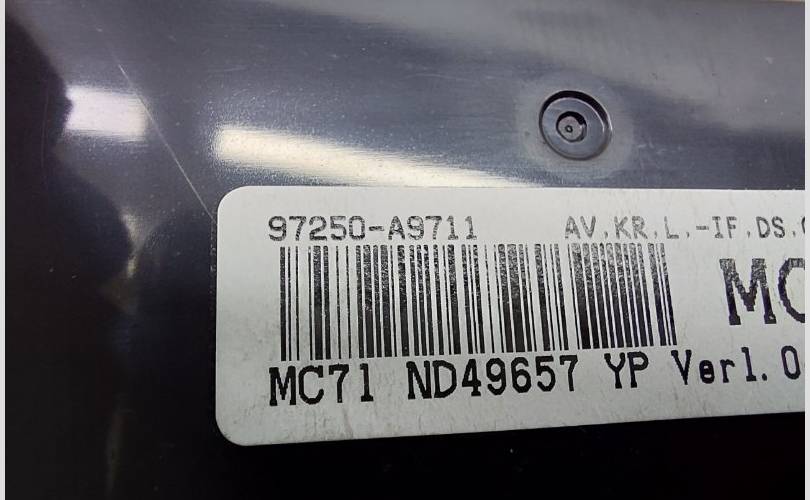 97250-A9711 AV.KR.L.-IF.DS.
MC
MC71 ND49657 YP Ver1.0